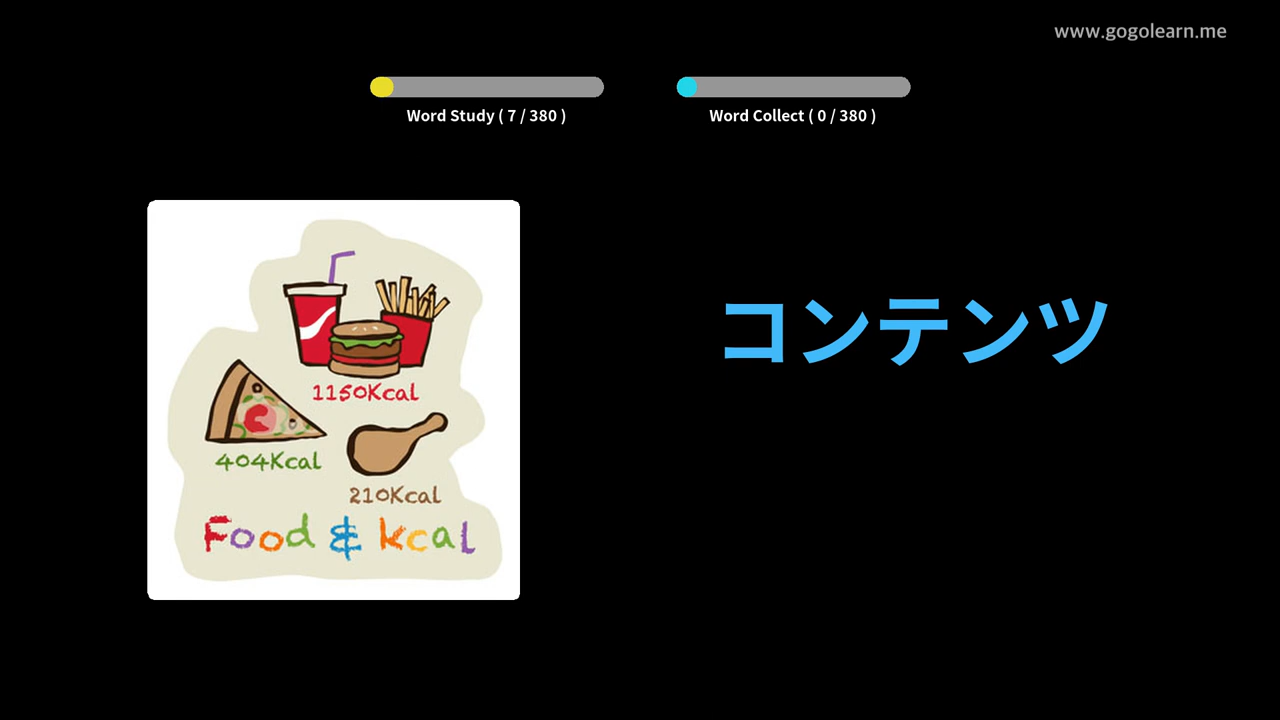 www.gogolearn.me
Word Study ( 7 / 380 )
Word Collect ( 0 / 380 )
コンテンツ
1150Kcal
404Kcal
210Kcal
Food & kcal